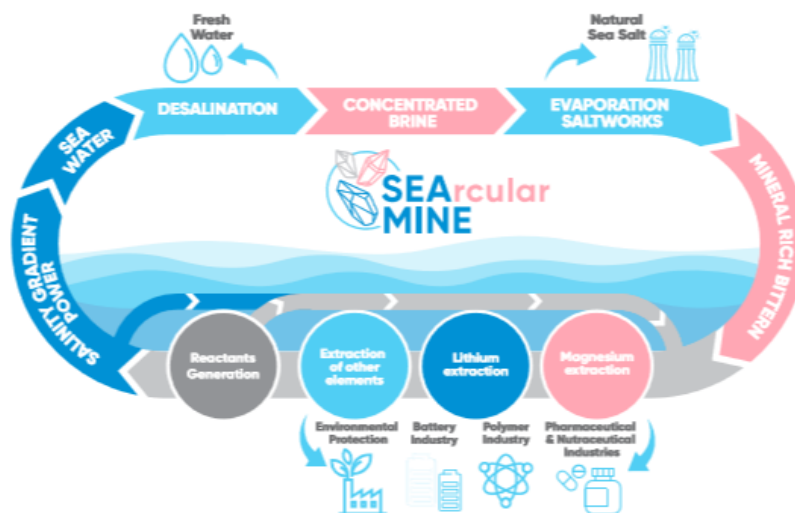 Fresh
Water
Natural
Sea Salt
DESALINATION
CONCENTRATED
BRINE
EVAPORATION
SALTWORKS
SEA
WATER
MINERAL RICH BITTERN
SEArcular
MINE
SALINITY GRADIENT
POWER
Reactants
Generation
Extraction
of other
elements
Lithium
extraction
Magnesium
extraction
Environmental
Protection
Battery
Industry
Polymer
Industry
Pharmaceutical
& Nutraceutical
Industries